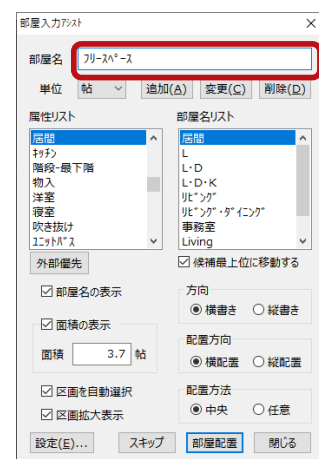 部屋入力ｱｼｽﾄ
部屋名 ﾌﾘｰｽﾍﾟｰｽ
単位 帖 追加(A) 変更(C) 削除(D)
属性リスト 部屋名リスト
居間 居間
ｷｯﾁﾝ L
階段-最下階 L・D
物入 L・D・K
洋室 ﾘﾋﾞﾝｸﾞ
寝室 ﾘﾋﾞﾝｸﾞ・ﾀﾞｲﾆﾝｸﾞ
吹き抜け 事務室
ﾕﾆｯﾄﾊﾞｽ Living
外部優先 候補最上位に移動する
部屋名の表示 方向
横書き 縦書き
面積の表示
面積 3.7 帖 配置方向
横配置 縦配置
区画を自動選択 配置方法
区画拡大表示 中央 任意
設定(E)... スキップ 部屋配置 閉じる